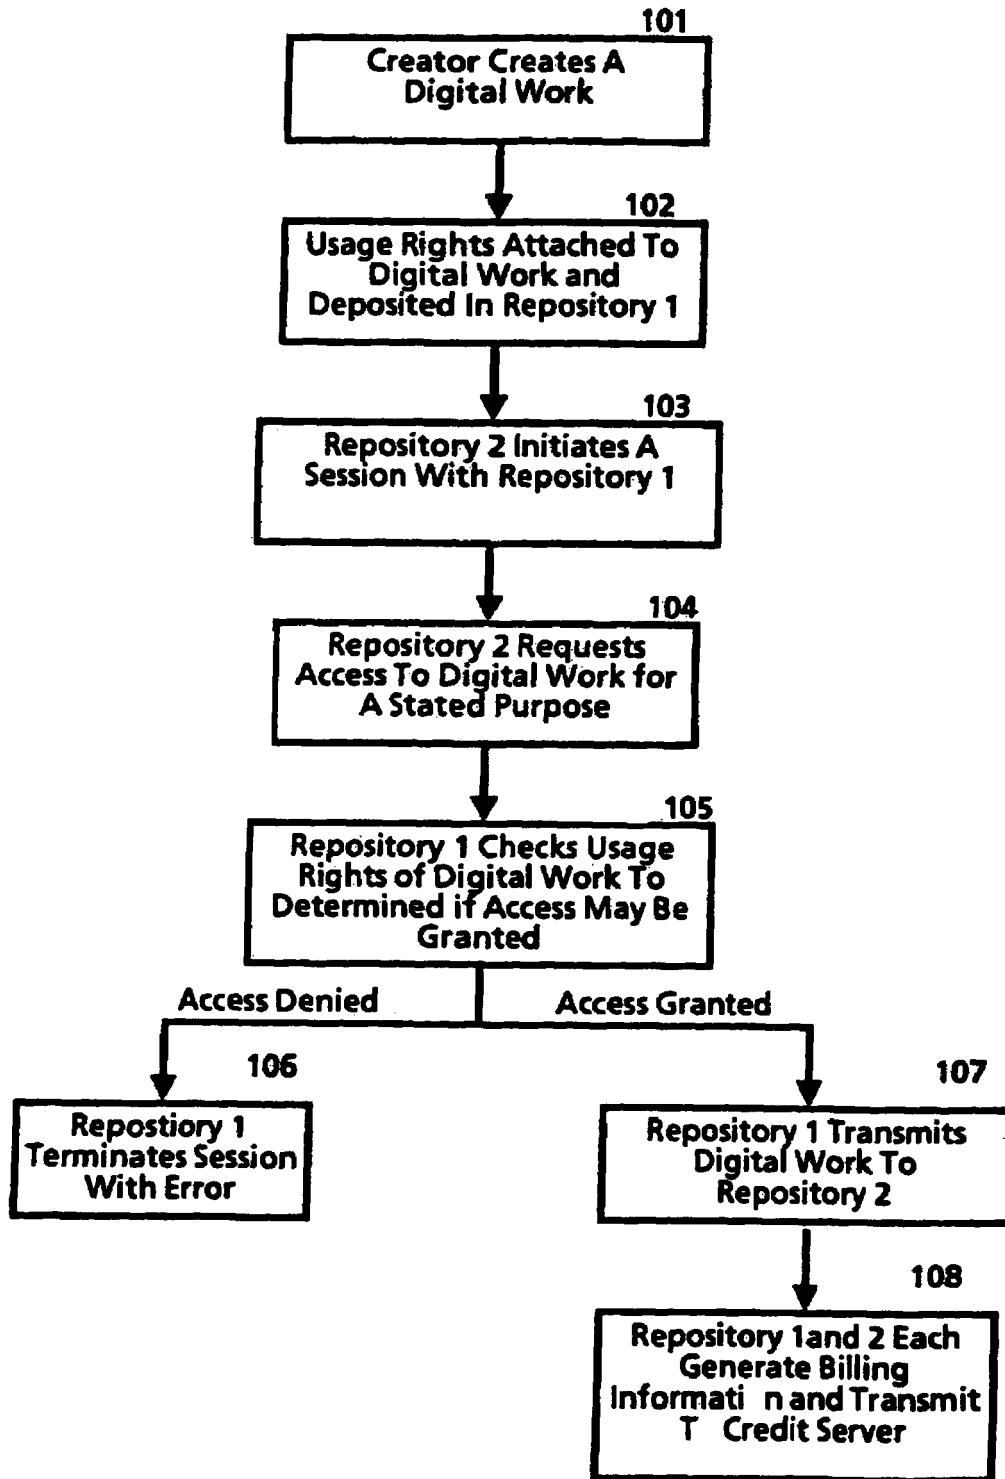 101
Creator Creates A
Digital Work
102
Usage Rights Attached To
Digital Work and
Deposited In Repository 1
103
Repository 2 Initiates A
Session With Repository 1
104
Repository 2 Requests
Access To Digital Work for
A Stated Purpose
105
Repository 1 Checks Usage
Rights of Digital Work To
Determined if Access May Be
Granted
Access Denied
Access Granted
106
Repostiory 1
Terminates Session
With Error
107
Repository 1 Transmits
Digital Work To
Repository 2
108
Repository 1and 2 Each
Generate Billing
Informati n and Transmit
T Credit Server